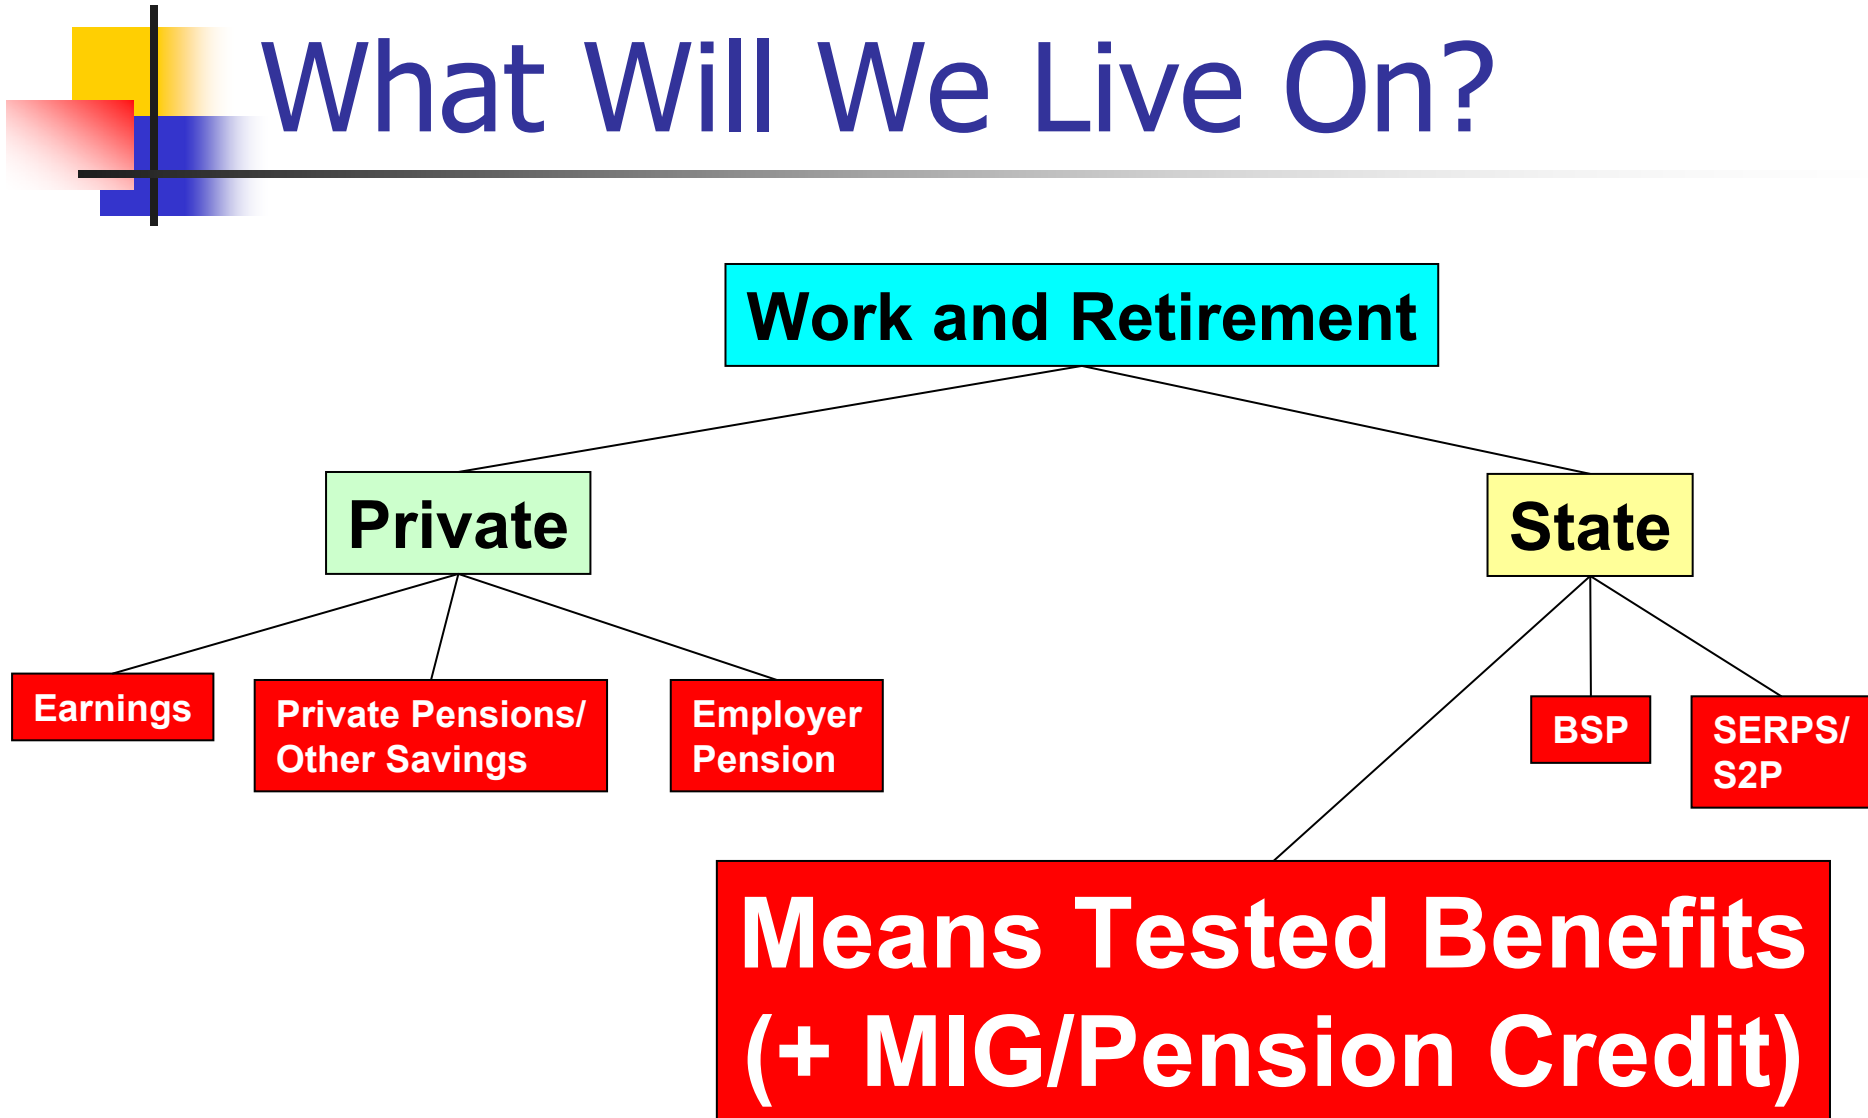 What Will We Live On?
Work and Retirement
Private
State
Earnings
Private Pensions/
Other Savings
Employer
Pension
BSP
SERPS/
S2P
Means Tested Benefits
(+ MIG/Pension Credit)